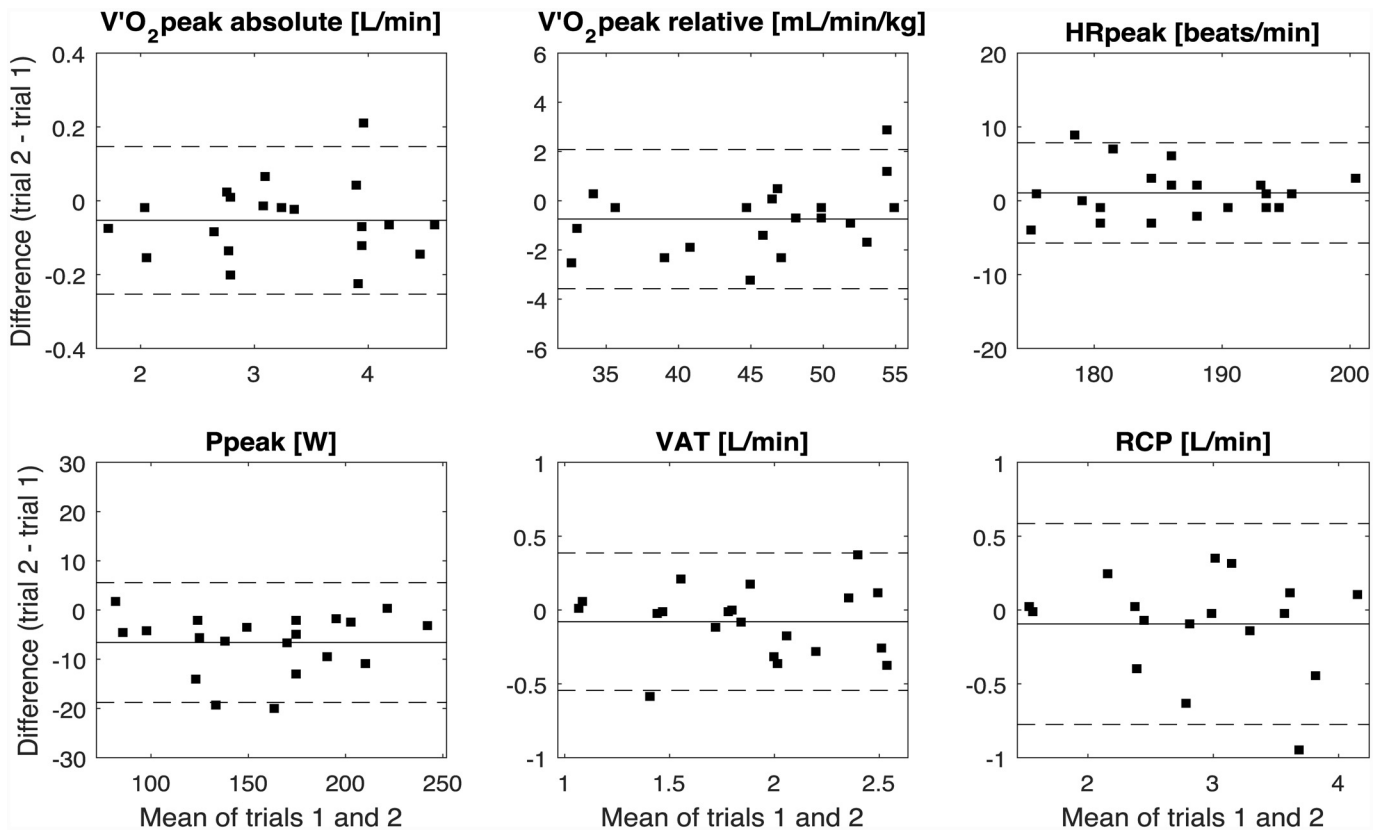 V'O2peak absolute [L/min]
V'O2peak relative [mL/min/kg]
HRpeak [beats/min]
Difference (trial 2 - trial 1)
0.4
0.2
0
-0.2
-0.4
2 3 4
6
4
2
0
-2
-4
-6
35 40 45 50 55
20
10
0
-10
-20
180 190 200
Ppeak [W]
VAT [L/min]
RCP [L/min]
Difference (trial 2 - trial 1)
30
20
10
0
-10
-20
-30
100 150 200 250
Mean of trials 1 and 2
1
0.5
0
-0.5
-1
1 1.5 2 2.5
Mean of trials 1 and 2
1
0.5
0
-0.5
-1
2 3 4
Mean of trials 1 and 2